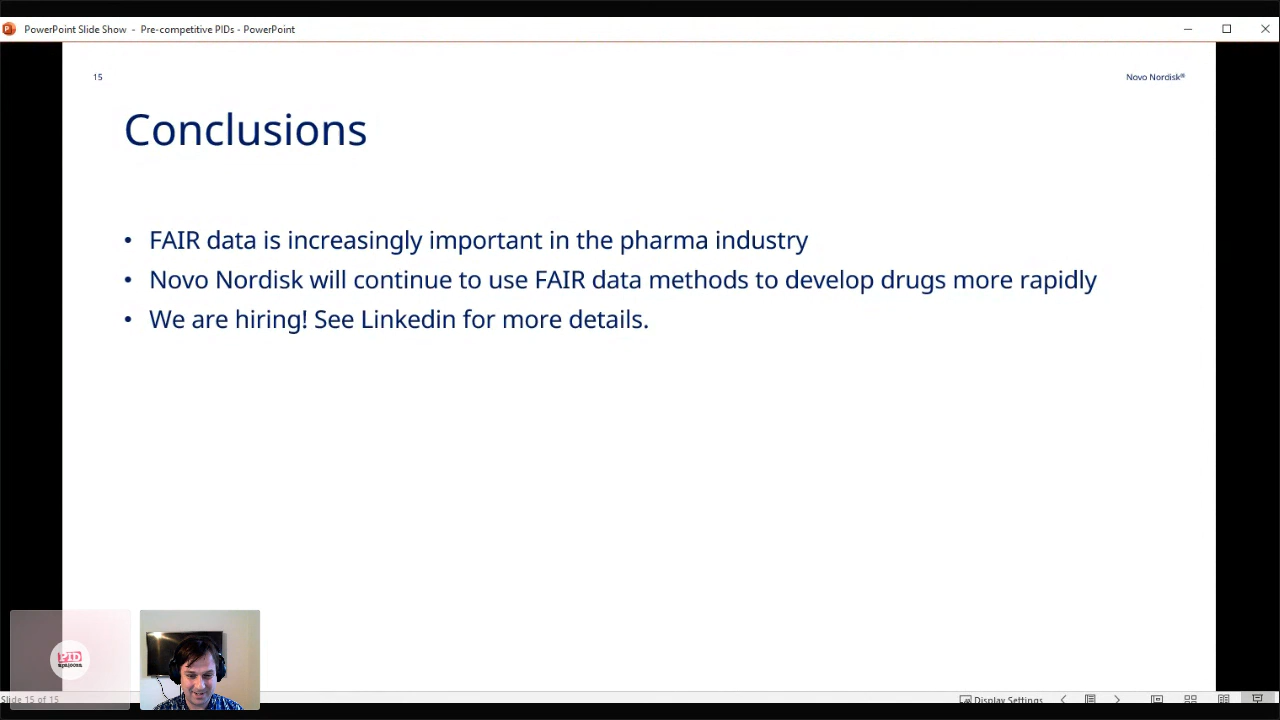 PowerPoint Slide Show - Pre-competitive PIDs - PowerPoint
15
Novo Nordisk®
Conclusions
• FAIR data is increasingly important in the pharma industry
• Novo Nordisk will continue to use FAIR data methods to develop drugs more rapidly
• We are hiring! See Linkedin for more details.
PID
apalooza
Slide 15 of 15
Display Settings